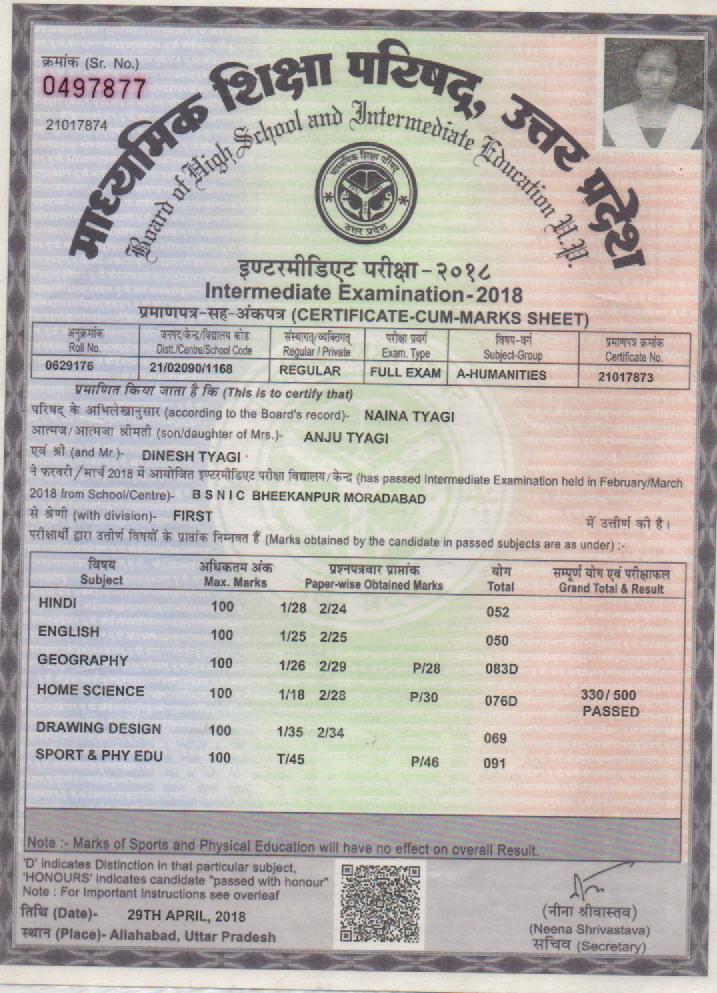 क्रमांक (Sr. No.)
0497877
21017874
माध्यमिक शिक्षा परिषद्, उत्तर प्रदेश
Board of High School and Intermediate Education U.P.
माध्यमिक शिक्षा परिषद्
उत्तर प्रदेश
इण्टरमीडिएट परीक्षा-२०१८
Intermediate Examination-2018
प्रमाणपत्र-सह-अंकपत्र (CERTIFICATE-CUM-MARKS SHEET)
अनुक्रमांक जनपद/केन्द्र/विद्यालय कोड संस्थागत/व्यक्तिगत् परीक्षा प्रवर्ग विषय-वर्ग प्रमाणपत्र क्रमांक
Roll No. Distt./Centre/School Code Regular / Private Exam. Type Subject-Group Certificate No.
0629176 21/02090/1168 REGULAR FULL EXAM A-HUMANITIES 21017873
प्रमाणित किया जाता है कि (This is to certify that)
परिषद् के अभिलेखानुसार (according to the Board's record)- NAINA TYAGI
आत्मज/आत्मजा श्रीमती (son/daughter of Mrs.)- ANJU TYAGI
एवं श्री (and Mr.)- DINESH TYAGI
ने फरवरी/मार्च 2018 में आयोजित इण्टरमीडिएट परीक्षा विद्यालय/केन्द्र (has passed Intermediate Examination held in February/March
2018 from School/Centre)- B S N I C BHEEKANPUR MORADABAD
से श्रेणी (with division)- FIRST में उत्तीर्ण की है।
परीक्षार्थी द्वारा उत्तीर्ण विषयों के प्राप्तांक निम्नवत हैं (Marks obtained by the candidate in passed subjects are as under) :-
विषय अधिकतम अंक प्रश्नपत्रवार प्राप्तांक योग सम्पूर्ण योग एवं परीक्षाफल
Subject Max. Marks Paper-wise Obtained Marks Total Grand Total & Result
HINDI 100 1/28 2/24 052
ENGLISH 100 1/25 2/25 050
GEOGRAPHY 100 1/26 2/29 P/28 083D
HOME SCIENCE 100 1/18 2/28 P/30 076D 330/ 500
PASSED
DRAWING DESIGN 100 1/35 2/34 069
SPORT & PHY EDU 100 T/45 P/46 091
Note :- Marks of Sports and Physical Education will have no effect on overall Result.
'D' indicates Distinction in that particular subject,
'HONOURS' indicates candidate "passed with honour"
Note : For Important Instructions see overleaf
तिथि (Date)- 29TH APRIL, 2018
स्थान (Place)- Allahabad, Uttar Pradesh
(नीना श्रीवास्तव)
(Neena Shrivastava)
सचिव (Secretary)